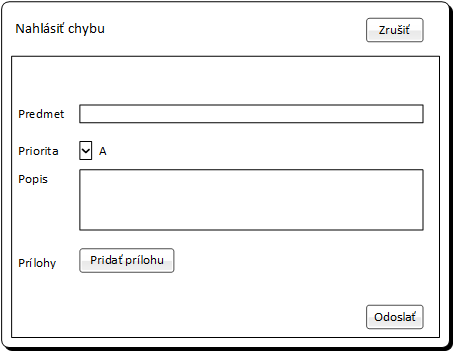 Nahlásiť chybu
Zrušiť
Predmet
Priorita A
Popis
Prílohy Pridať prílohu
Odoslať